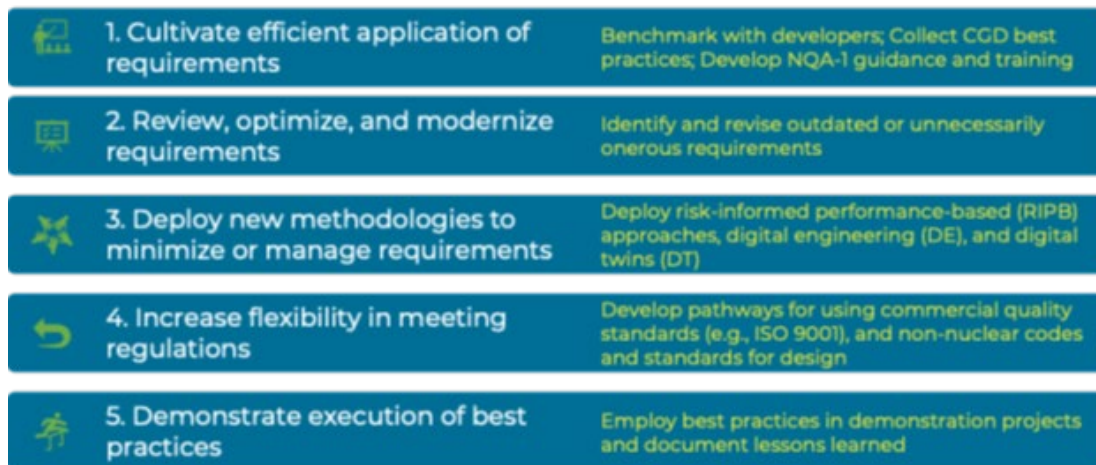 1. Cultivate efficient application of
requirements
Benchmark with developers; Collect CGD best
practices; Develop NQA-1 guidance and training
2. Review, optimize, and modernize
requirements
Identify and revise outdated or unnecessarily
onerous requirements
3. Deploy new methodologies to
minimize or manage requirements
Deploy risk-informed performance-based (RIPB)
approaches, digital engineering (DE), and digital
twins (DT)
4. Increase flexibility in meeting
regulations
Develop pathways for using commercial quality
standards (e.g., ISO 9001), and non-nuclear codes
and standards for design
5. Demonstrate execution of best
practices
Employ best practices in demonstration projects
and document lessons learned